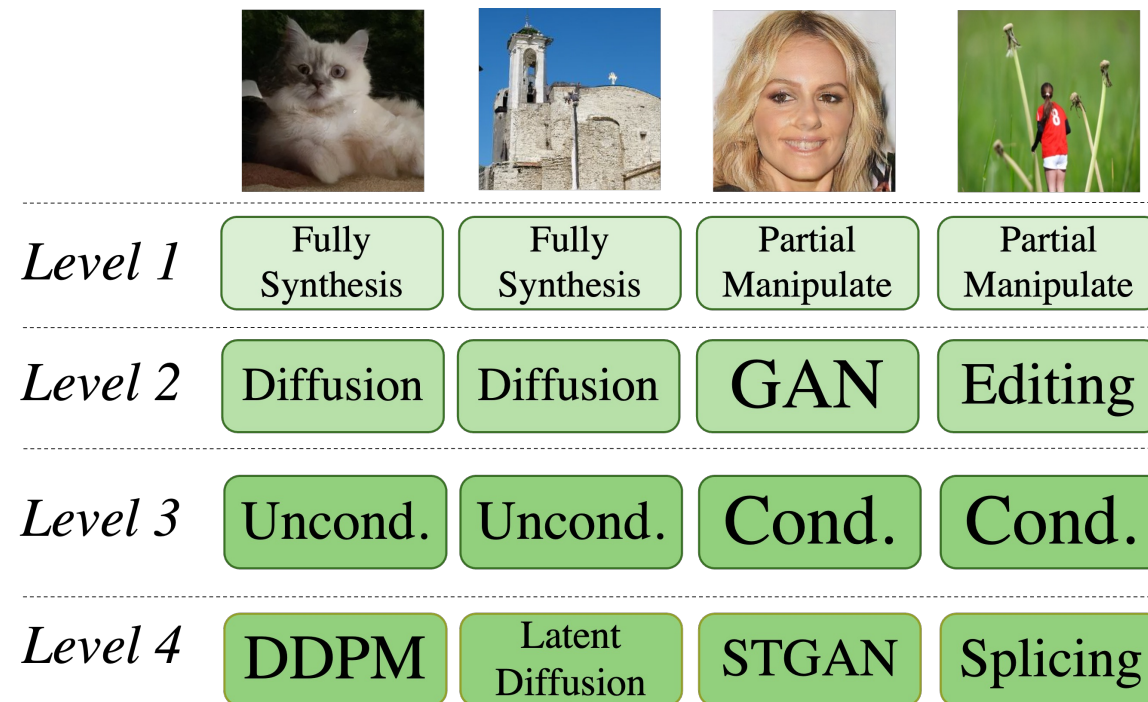 8
Level 1
Fully
Synthesis
Fully
Synthesis
Partial
Manipulate
Partial
Manipulate
Level 2
Diffusion
Diffusion
GAN
Editing
Level 3
Uncond.
Uncond.
Cond.
Cond.
Level 4
DDPM
Latent
Diffusion
STGAN
Splicing